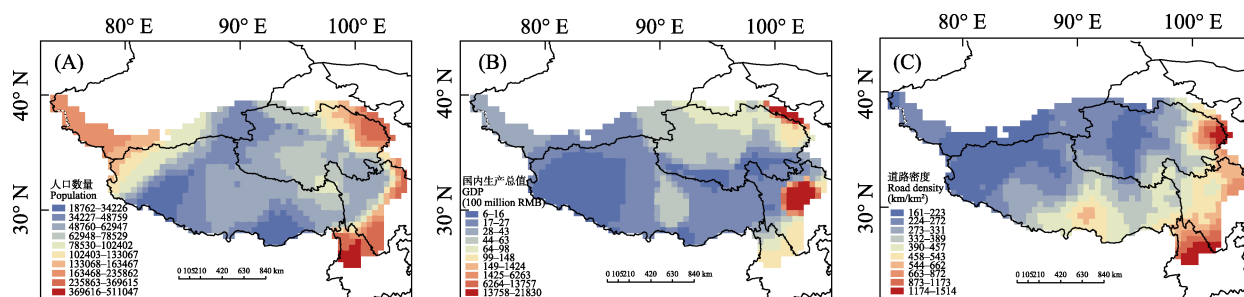 80° E 90° E 100° E
(A)
40° N
30° N
人口数量
Population
18762–34226
34227–48759
48760–62947
62948–78529
78530–102402
102403–133067
133068–163467
163468–235862
235863–369615
369616–511047
0 105210 420 630 840 km
80° E 90° E 100° E
(B)
40° N
30° N
国内生产总值
GDP
(100 million RMB)
6–16
17–27
28–43
44–63
64–98
99–148
149–1424
1425–6263
6264–13757
13758–21830
0 105210 420 630 840 km
80° E 90° E 100° E
(C)
40° N
30° N
道路密度
Road density
(km/km²)
161–223
224–272
273–331
332–389
390–457
458–543
544–662
663–872
873–1173
1174–1514
0 105210 420 630 840 km